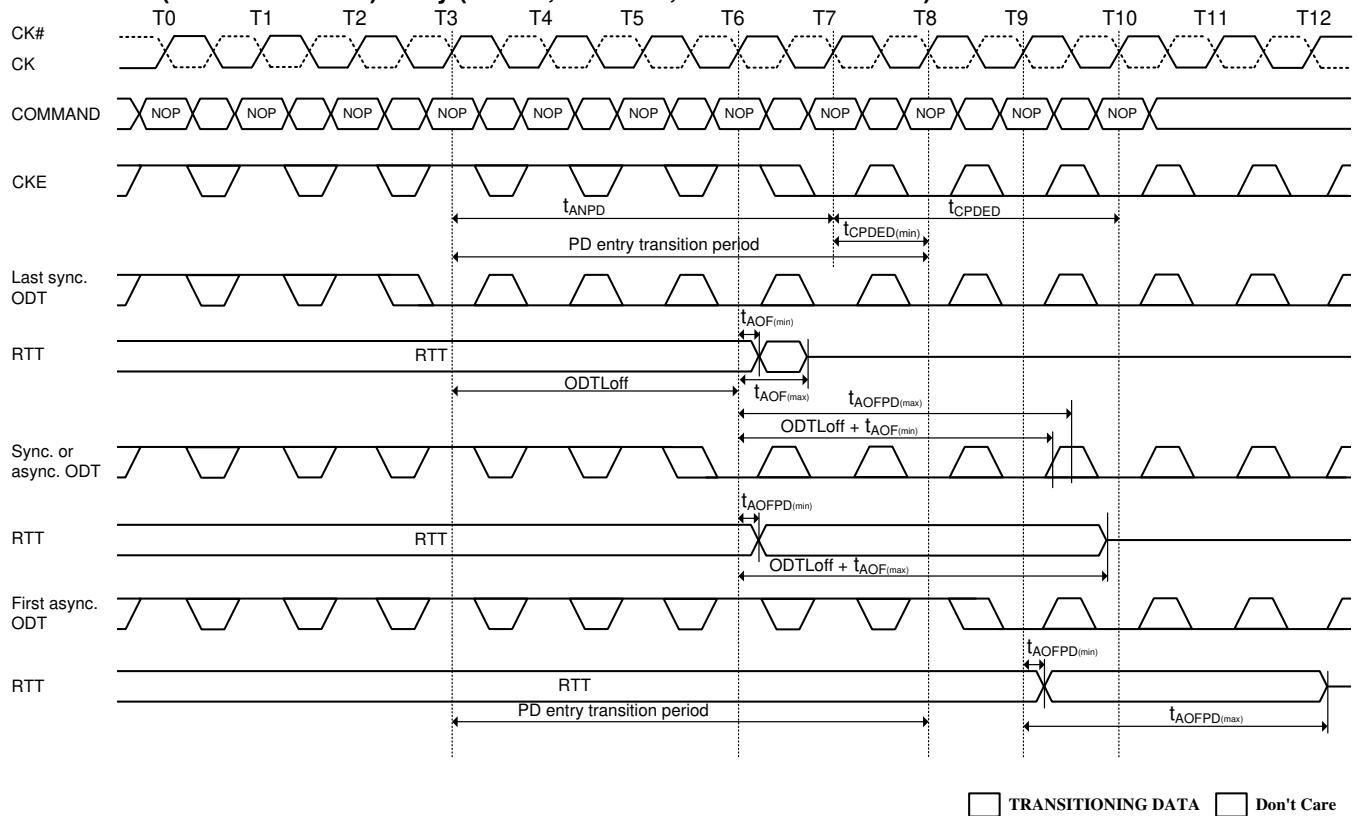 T0 T1 T2 T3 T4 T5 T6 T7 T8 T9 T10 T11 T12
CK#
CK
COMMAND
NOP NOP NOP NOP NOP NOP NOP NOP NOP NOP NOP
CKE
tANPD
tCPDED
tCPDED(min)
PD entry transition period
Last sync.
ODT
tAOF(min)
RTT
RTT
ODTLoff
tAOF(max)
tAOFPD(max)
ODTLoff + tAOF(min)
Sync. or
async. ODT
tAOFPD(min)
RTT
RTT
ODTLoff + tAOF(max)
First async.
ODT
tAOFPD(min)
RTT
RTT
PD entry transition period
tAOFPD(max)
TRANSITIONING DATA Don't Care